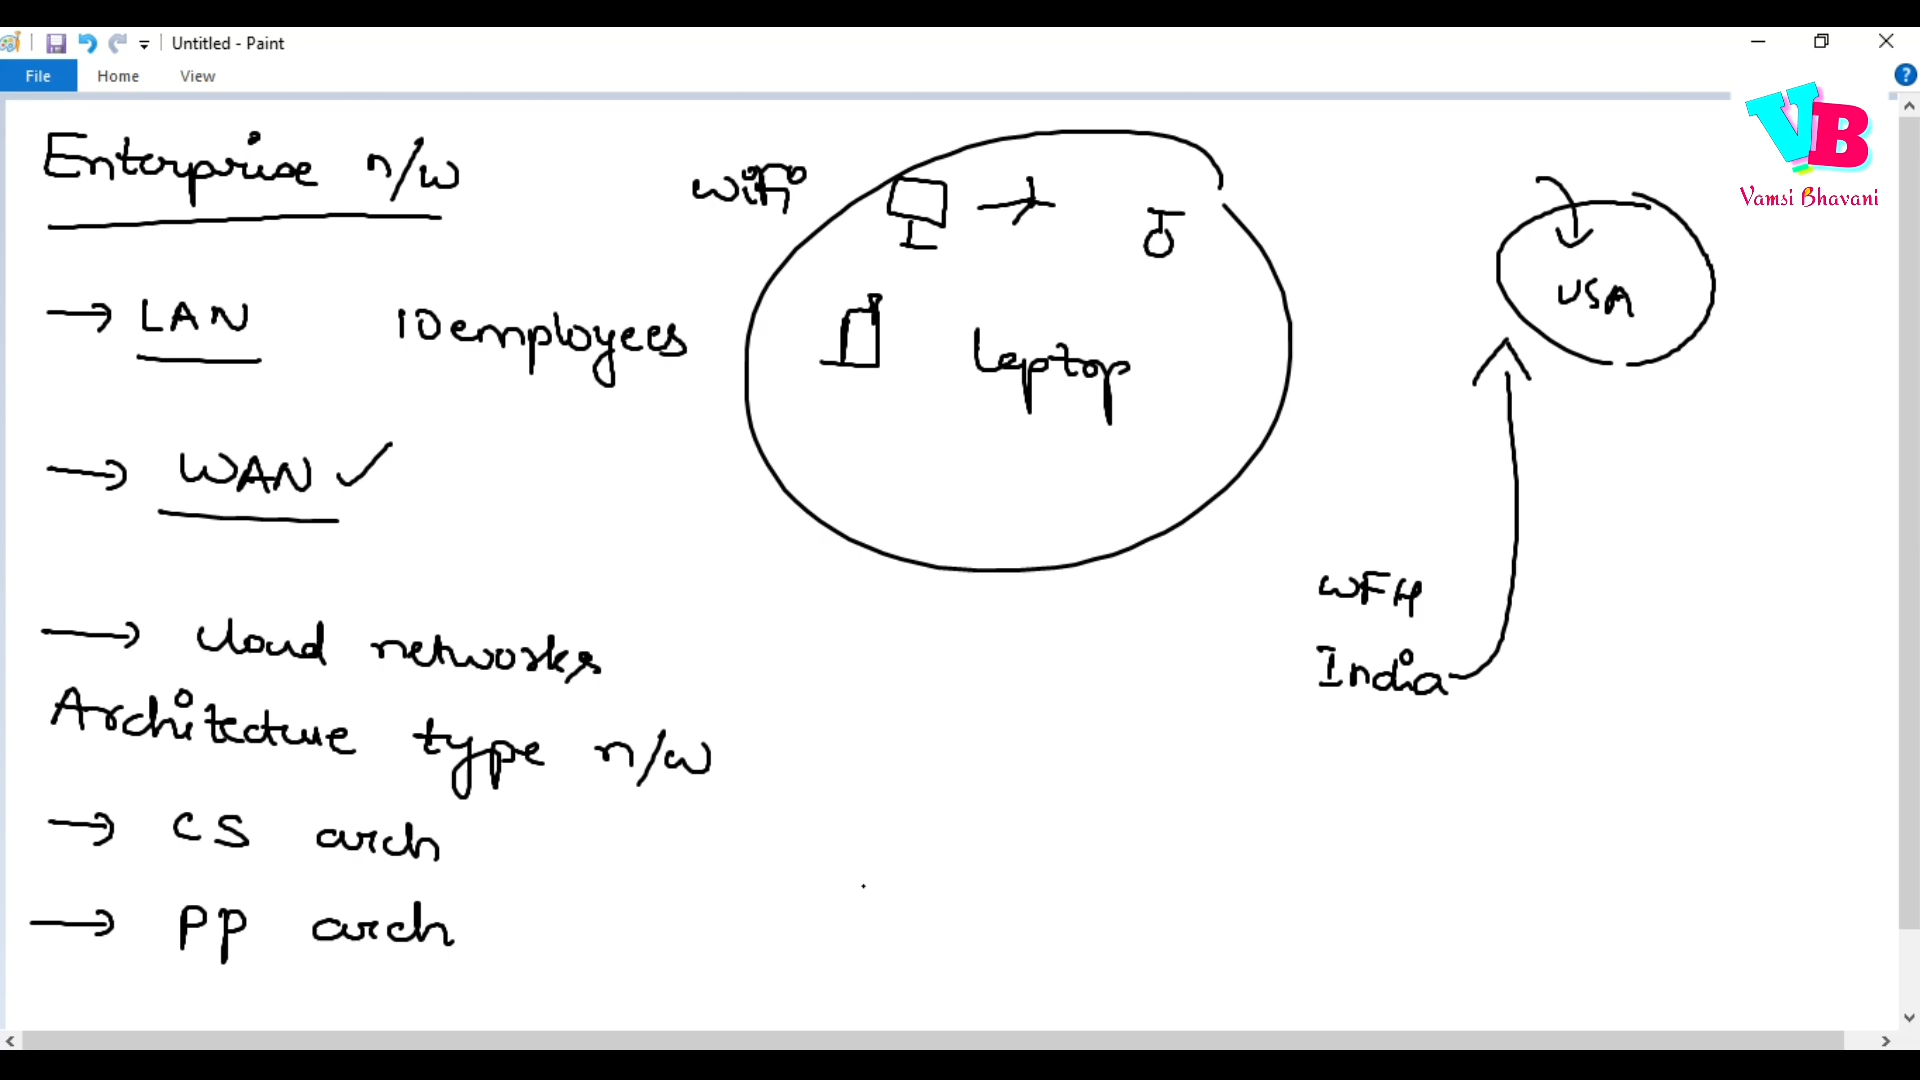 Untitled - Paint
File Home View
VB
Vamsi Bhavani
Enterprise n/w
WiFi
→ LAN 10 employees
Leptop
USA
→ WAN ✓
WFH
India
→ Cloud networks
Architecture type n/w
→ CS arch
→ PP arch